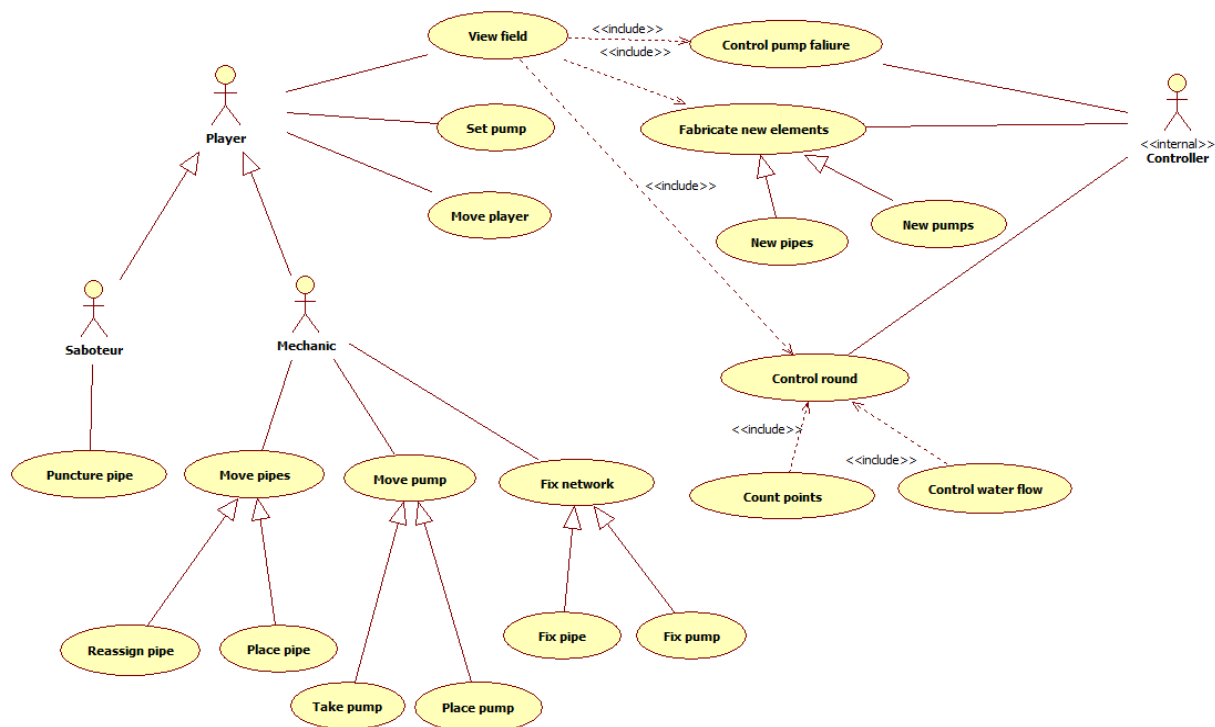 View field
<<include>>
Control pump faliure
<<include>>
Player
Set pump
Fabricate new elements
<<internal>>
Controller
<<include>>
Move player
New pipes
New pumps
Saboteur
Mechanic
Control round
<<include>>
<<include>>
Puncture pipe
Move pipes
Move pump
Fix network
Count points
Control water flow
Reassign pipe
Place pipe
Fix pipe
Fix pump
Take pump
Place pump